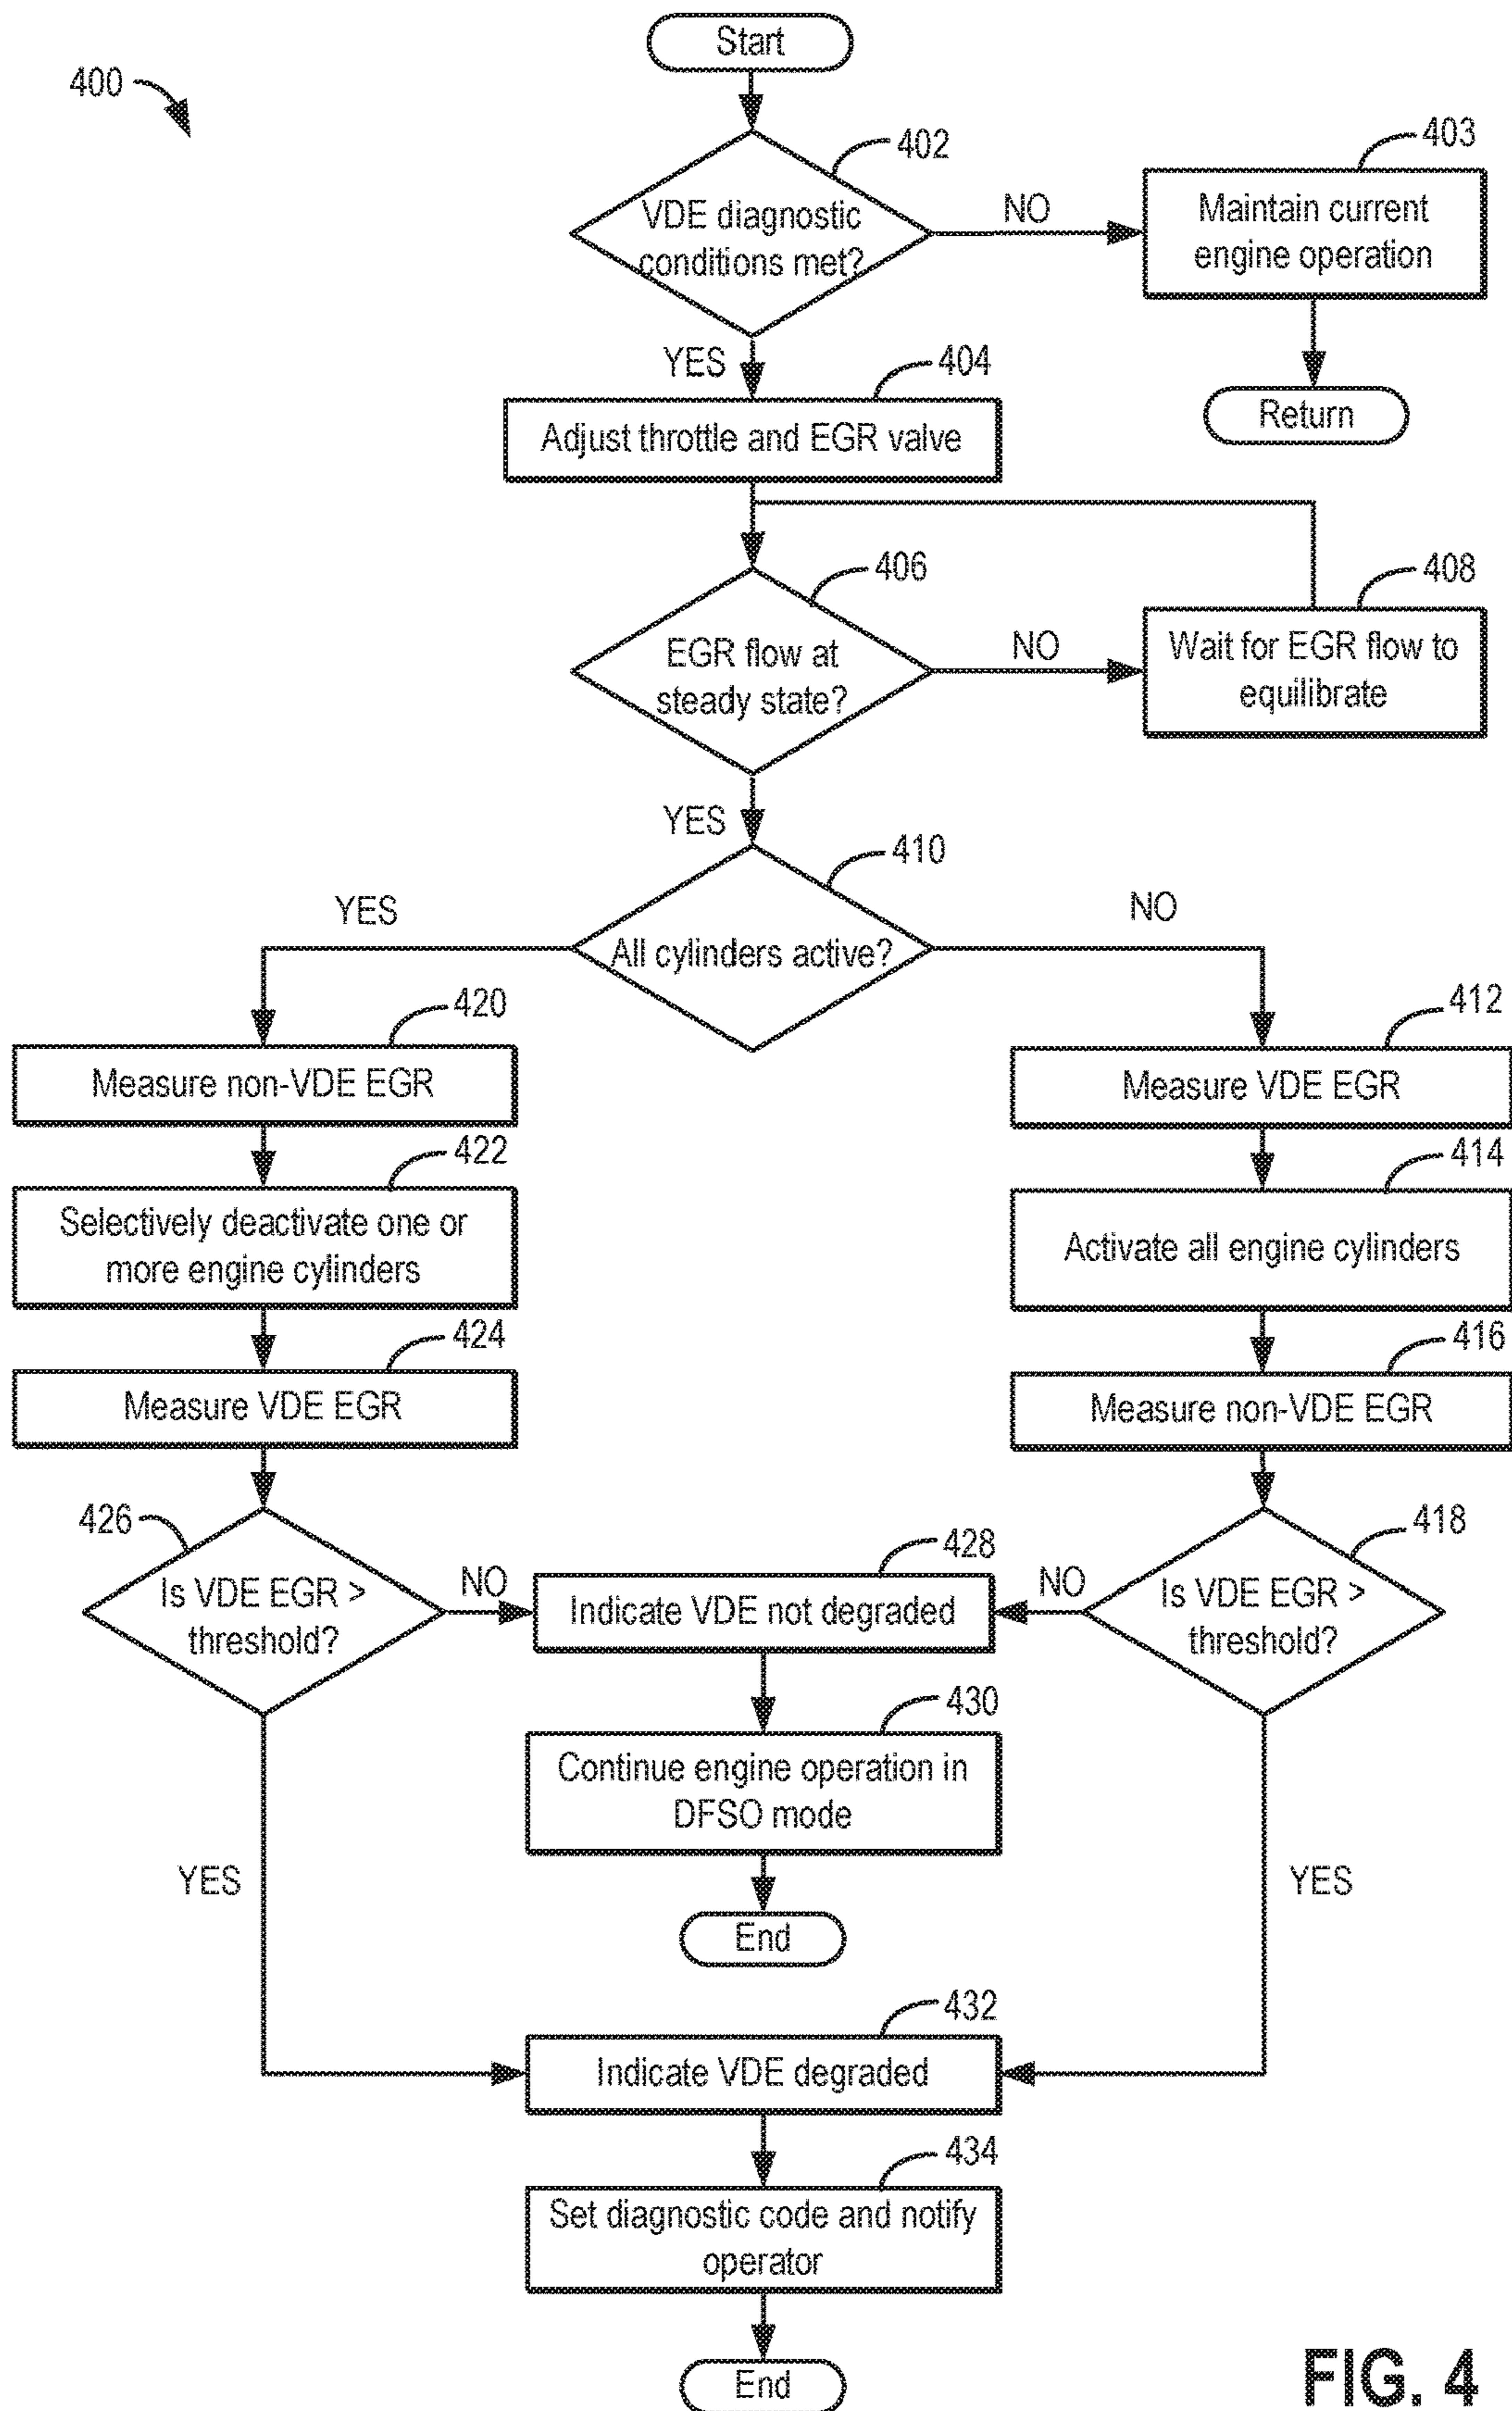 Start
400
402
403
VDE diagnostic
conditions met?
NO
Maintain current
engine operation
YES
404
Return
Adjust throttle and EGR valve
406
408
EGR flow at
steady state?
NO
Wait for EGR flow to
equilibrate
YES
410
YES
All cylinders active?
NO
420
412
Measure non-VDE EGR
Measure VDE EGR
422
414
Selectively deactivate one or
more engine cylinders
Activate all engine cylinders
424
416
Measure VDE EGR
Measure non-VDE EGR
426
428
418
Is VDE EGR >
threshold?
NO
Indicate VDE not degraded
NO
Is VDE EGR >
threshold?
430
Continue engine operation in
DFSO mode
YES
YES
End
432
Indicate VDE degraded
434
Set diagnostic code and notify
operator
End
FIG. 4